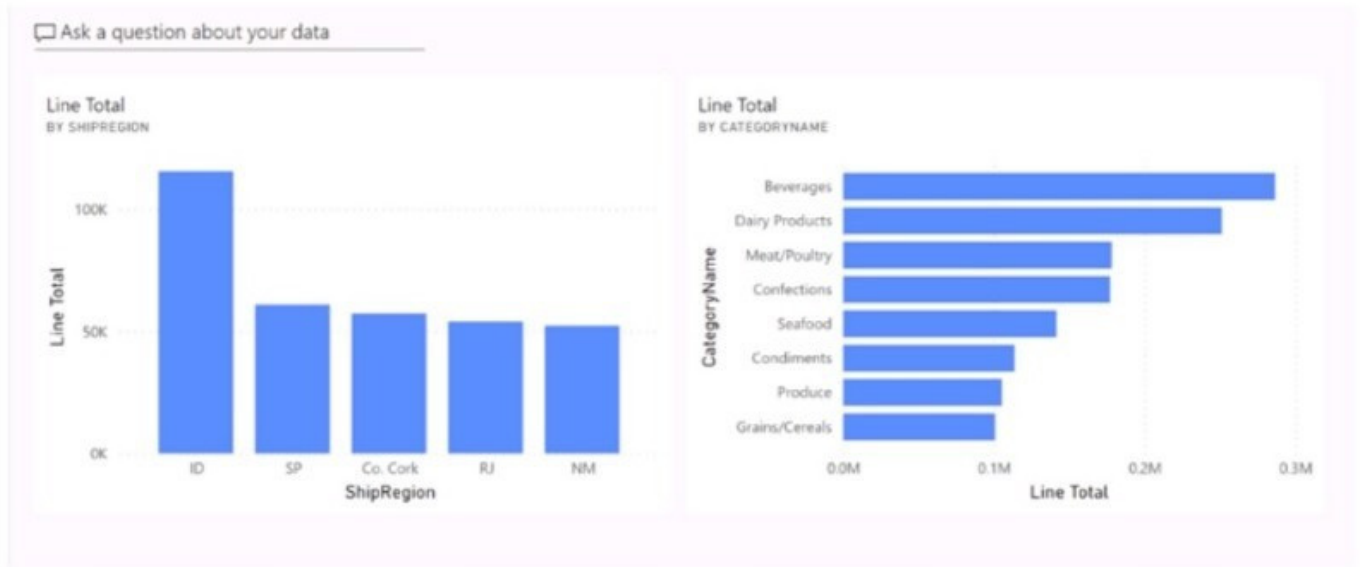 Ask a question about your data
Line Total
BY SHIPREGION
100K
50K
0K
Line Total
ID SP Co. Cork RJ NM
ShipRegion
Line Total
BY CATEGORYNAME
CategoryName
Beverages
Dairy Products
Meat/Poultry
Confections
Seafood
Condiments
Produce
Grains/Cereals
0.0M 0.1M 0.2M 0.3M
Line Total